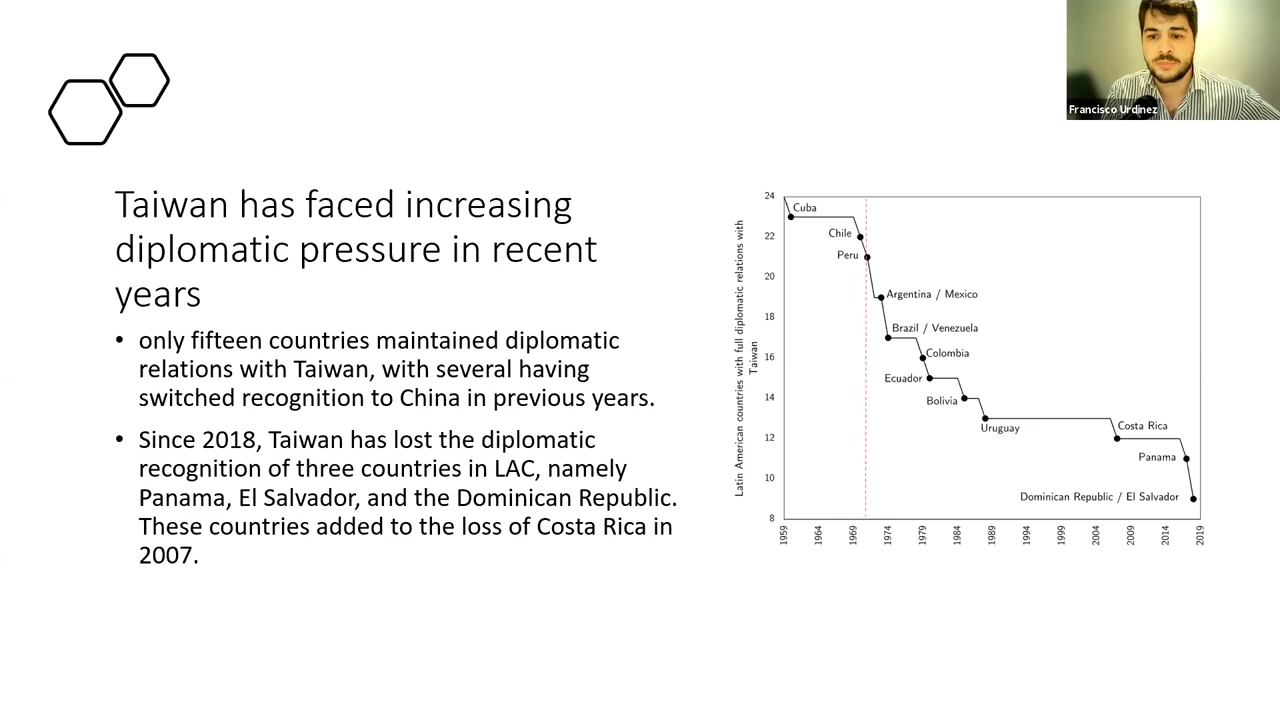 Francisco Urdinez
Taiwan has faced increasing
diplomatic pressure in recent
years
• only fifteen countries maintained diplomatic
relations with Taiwan, with several having
switched recognition to China in previous years.
• Since 2018, Taiwan has lost the diplomatic
recognition of three countries in LAC, namely
Panama, El Salvador, and the Dominican Republic.
These countries added to the loss of Costa Rica in
2007.
Latin American countries with full diplomatic relations with
Taiwan
24
22
20
18
16
14
12
10
8
Cuba
Chile
Peru
Argentina / Mexico
Brazil / Venezuela
Colombia
Ecuador
Bolivia
Uruguay
Costa Rica
Panama
Dominican Republic / El Salvador
1959
1964
1969
1974
1979
1984
1989
1994
1999
2004
2009
2014
2019